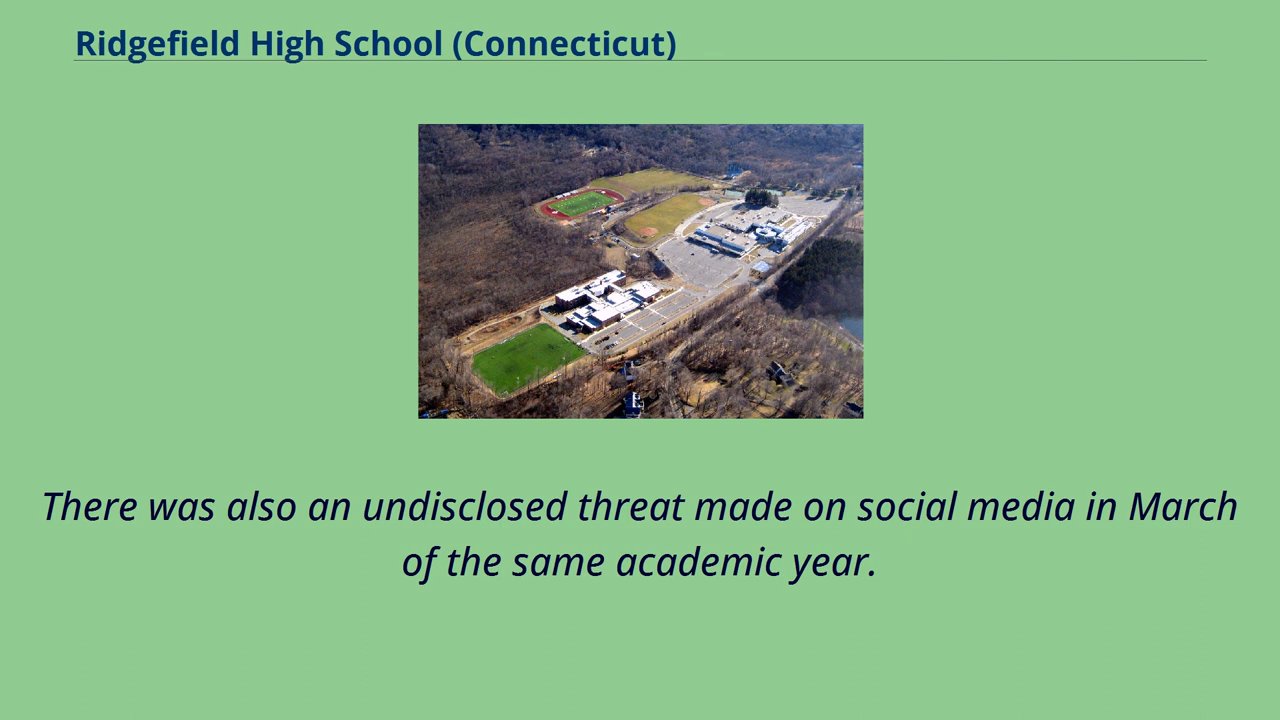 Ridgefield High School (Connecticut)
There was also an undisclosed threat made on social media in March
of the same academic year.